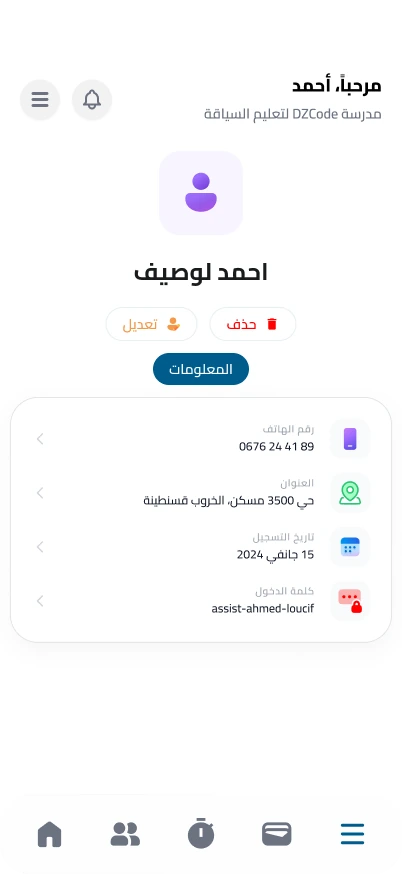 مرحباً، أحمد
مدرسة DZCode لتعليم السياقة
احمد لوصيف
حذف
تعديل
المعلومات
رقم الهاتف
0676 24 41 89
العنوان
حي 3500 مسكن، الخروب قسنطينة
تاريخ التسجيل
15 جانفي 2024
كلمة الدخول
assist-ahmed-loucif